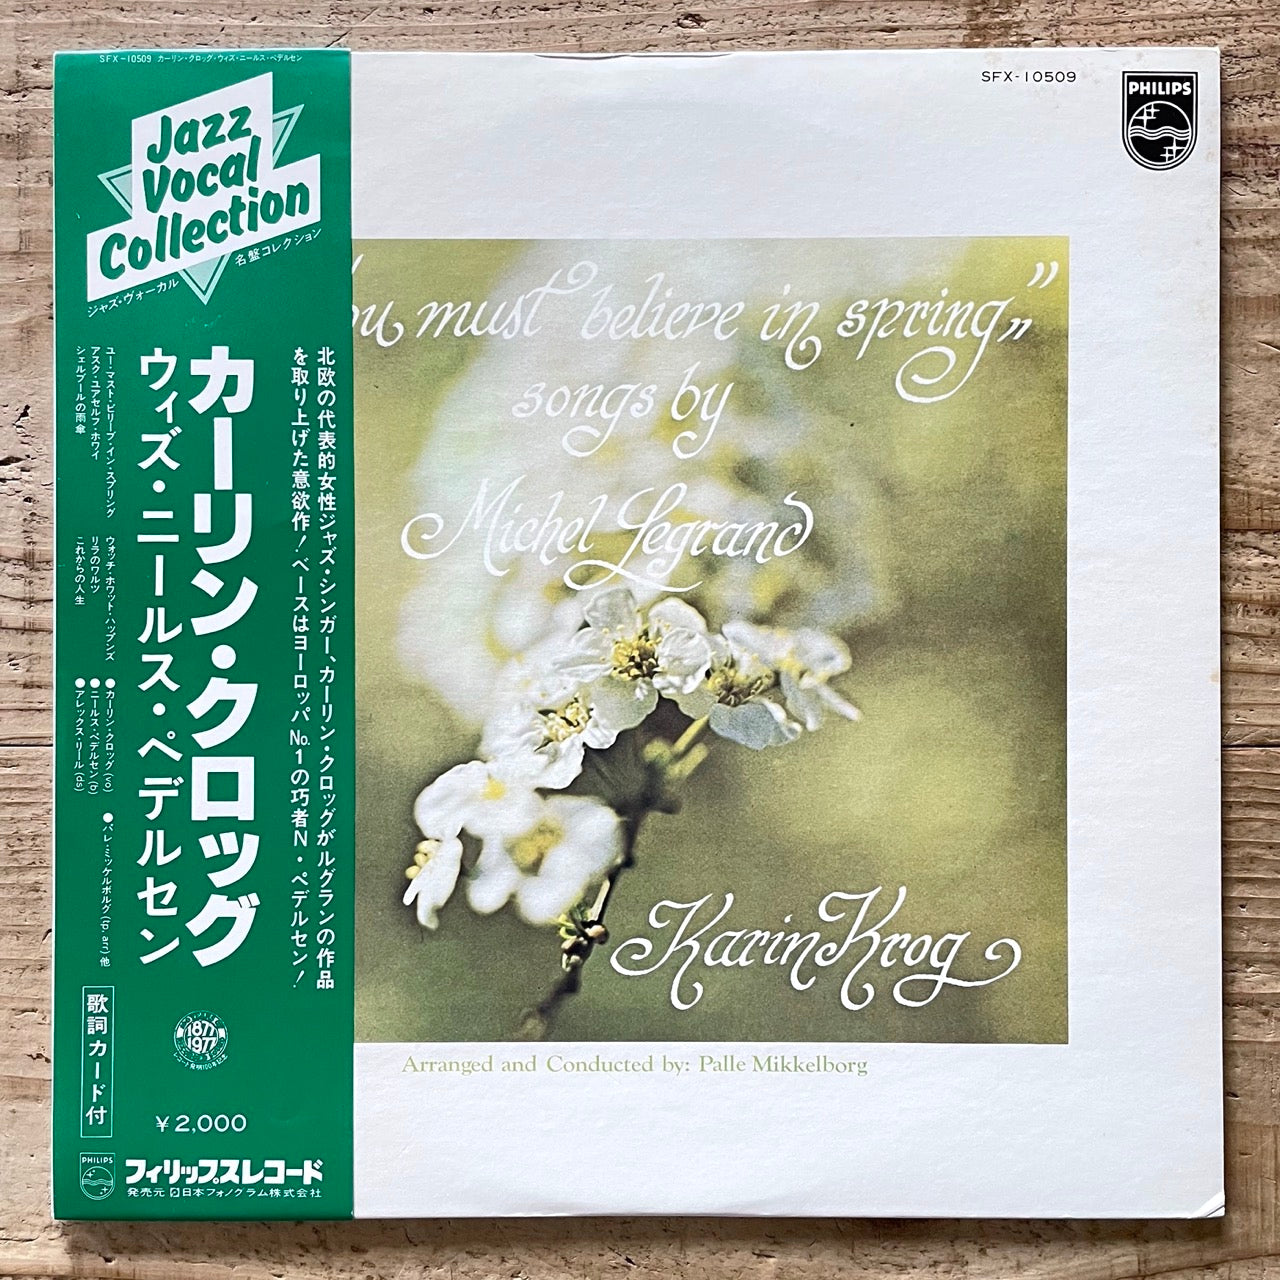 SFX-10509 カーリン・クロッグ・ウィズ・ニールス・ペデルセン
Jazz
Vocal
Collection
ジャズ・ヴォーカル
名盤コレクション
北欧の代表的女性ジャズ・シンガー、カーリン・クロッグがルグランの作品
を取り上げた意欲作！ベースはヨーロッパNo.1の巧者N・ペデルセン！
カーリン・クロッグ
ウィズ・ニールス・ペデルセン
ユー・マスト・ビリーブ・イン・スプリング
アスク・ユアセルフ・ホワイ
シェルブールの雨傘
ウォッチ・ホワット・ハップンズ
リラのワルツ
これからの人生
●カーリン・クロッグ(vo)
●ニールス・ペデルセン(b)
●アレックス・リール(ds)
●パレ・ミッケルボルグ(tp, arr)他
歌詞カード付
1877
1977
レコード発明100年記念
¥2,000
PHILIPS
フィリップスレコード
発売元 日本フォノグラム株式会社
SFX-10509
PHILIPS
ou must believe in spring”
songs by
Michel Legrand
Karin Krog
Arranged and Conducted by: Palle Mikkelborg